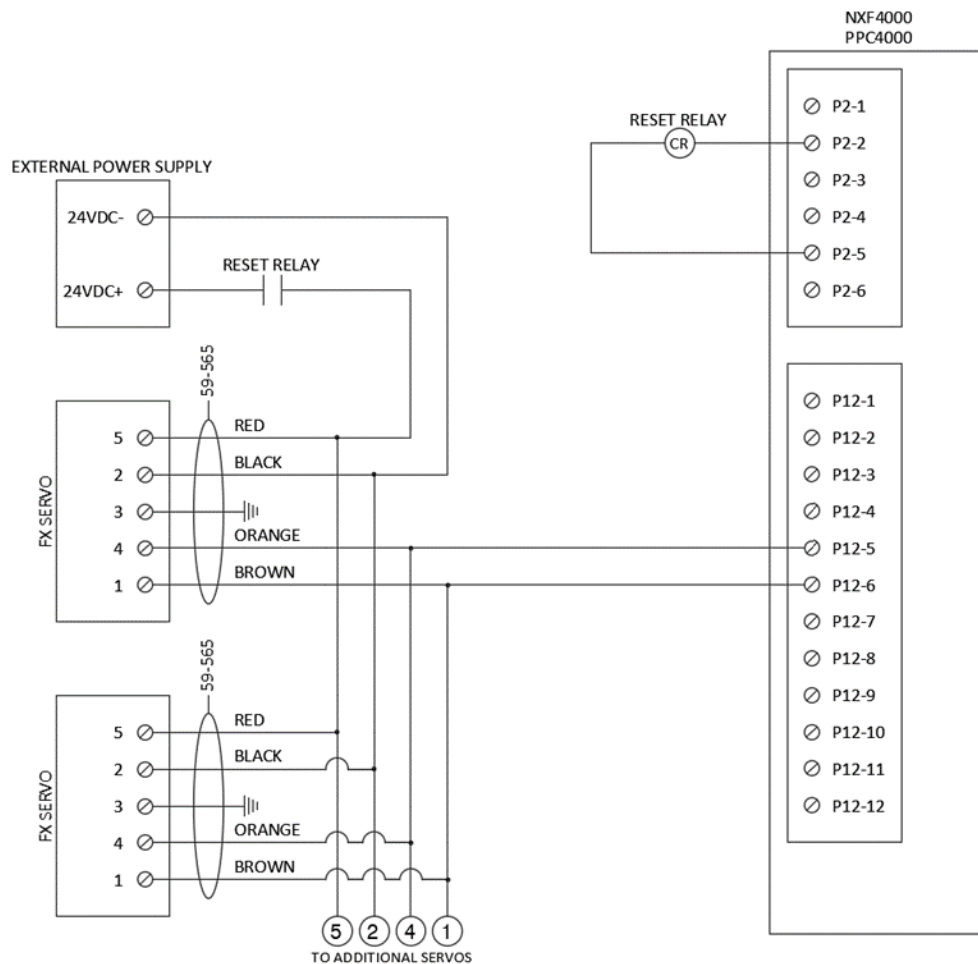 NXF4000
PPC4000
P2-1
RESET RELAY
CR
P2-2
P2-3
P2-4
P2-5
P2-6
EXTERNAL POWER SUPPLY
24VDC-
24VDC+
RESET RELAY
59-565
FX SERVO
5
RED
2
BLACK
3
4
ORANGE
1
BROWN
P12-1
P12-2
P12-3
P12-4
P12-5
P12-6
P12-7
P12-8
P12-9
P12-10
P12-11
P12-12
59-565
FX SERVO
5
RED
2
BLACK
3
4
ORANGE
1
BROWN
5 2 4 1
TO ADDITIONAL SERVOS